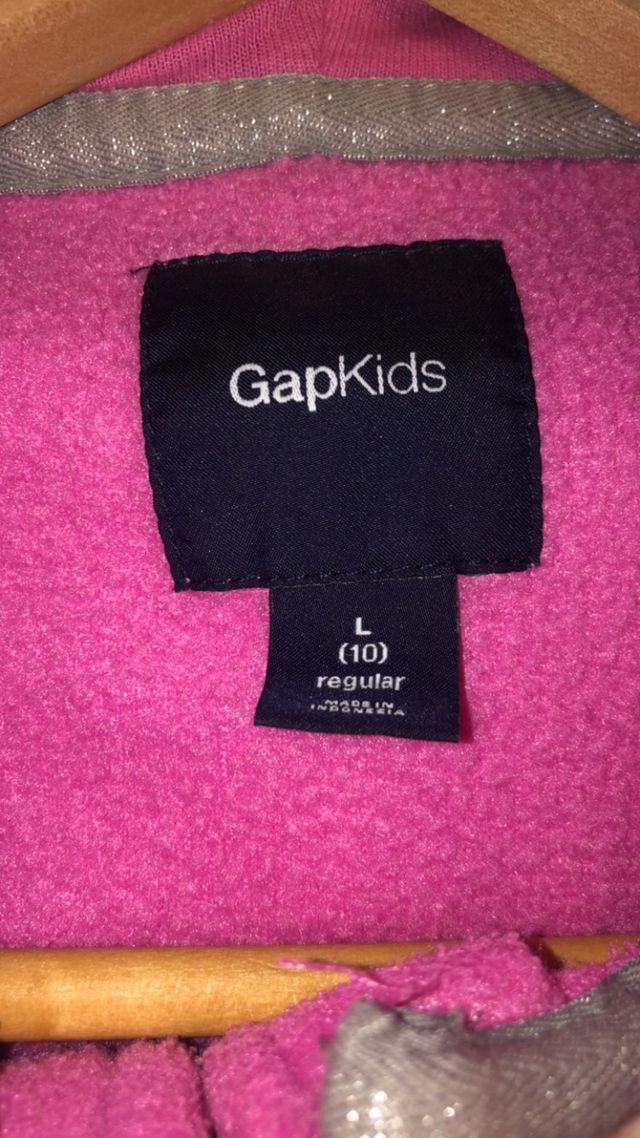 GapKids
L
(10)
regular
MADE IN
INDONESIA